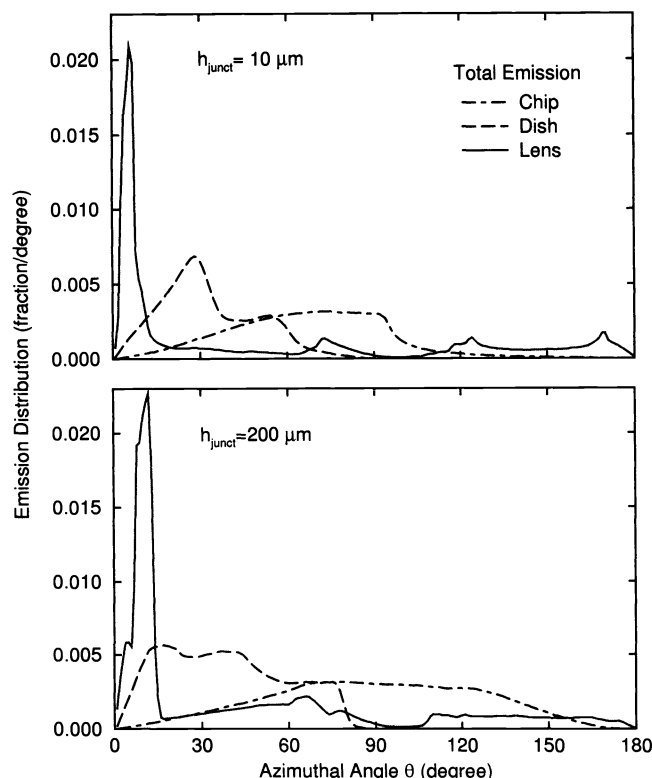 h_junct= 10 μm
Total Emission
Chip
Dish
Lens
0.020
0.015
0.010
0.005
0.000
h_junct=200 μm
0.020
0.015
0.010
0.005
0.000
0 30 60 90 120 150 180
Azimuthal Angle θ (degree)
Emission Distribution (fraction/degree)